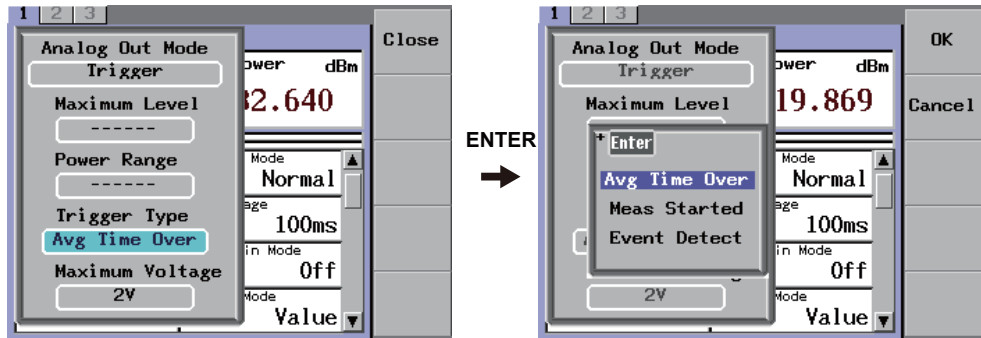 1 2 3
Close
Analog Out Mode
Trigger
ower dBm
2.640
Maximum Level
------
Power Range
------
Mode
Normal
Trigger Type
Avg Time Over
age
100ms
in Mode
Off
Maximum Voltage
2V
Mode
Value
ENTER
1 2 3
OK
Cancel
Analog Out Mode
Trigger
ower dBm
19.869
Maximum Level
Enter
Avg Time Over
Meas Started
Event Detect
Mode
Normal
age
100ms
in Mode
Off
2V
Mode
Value